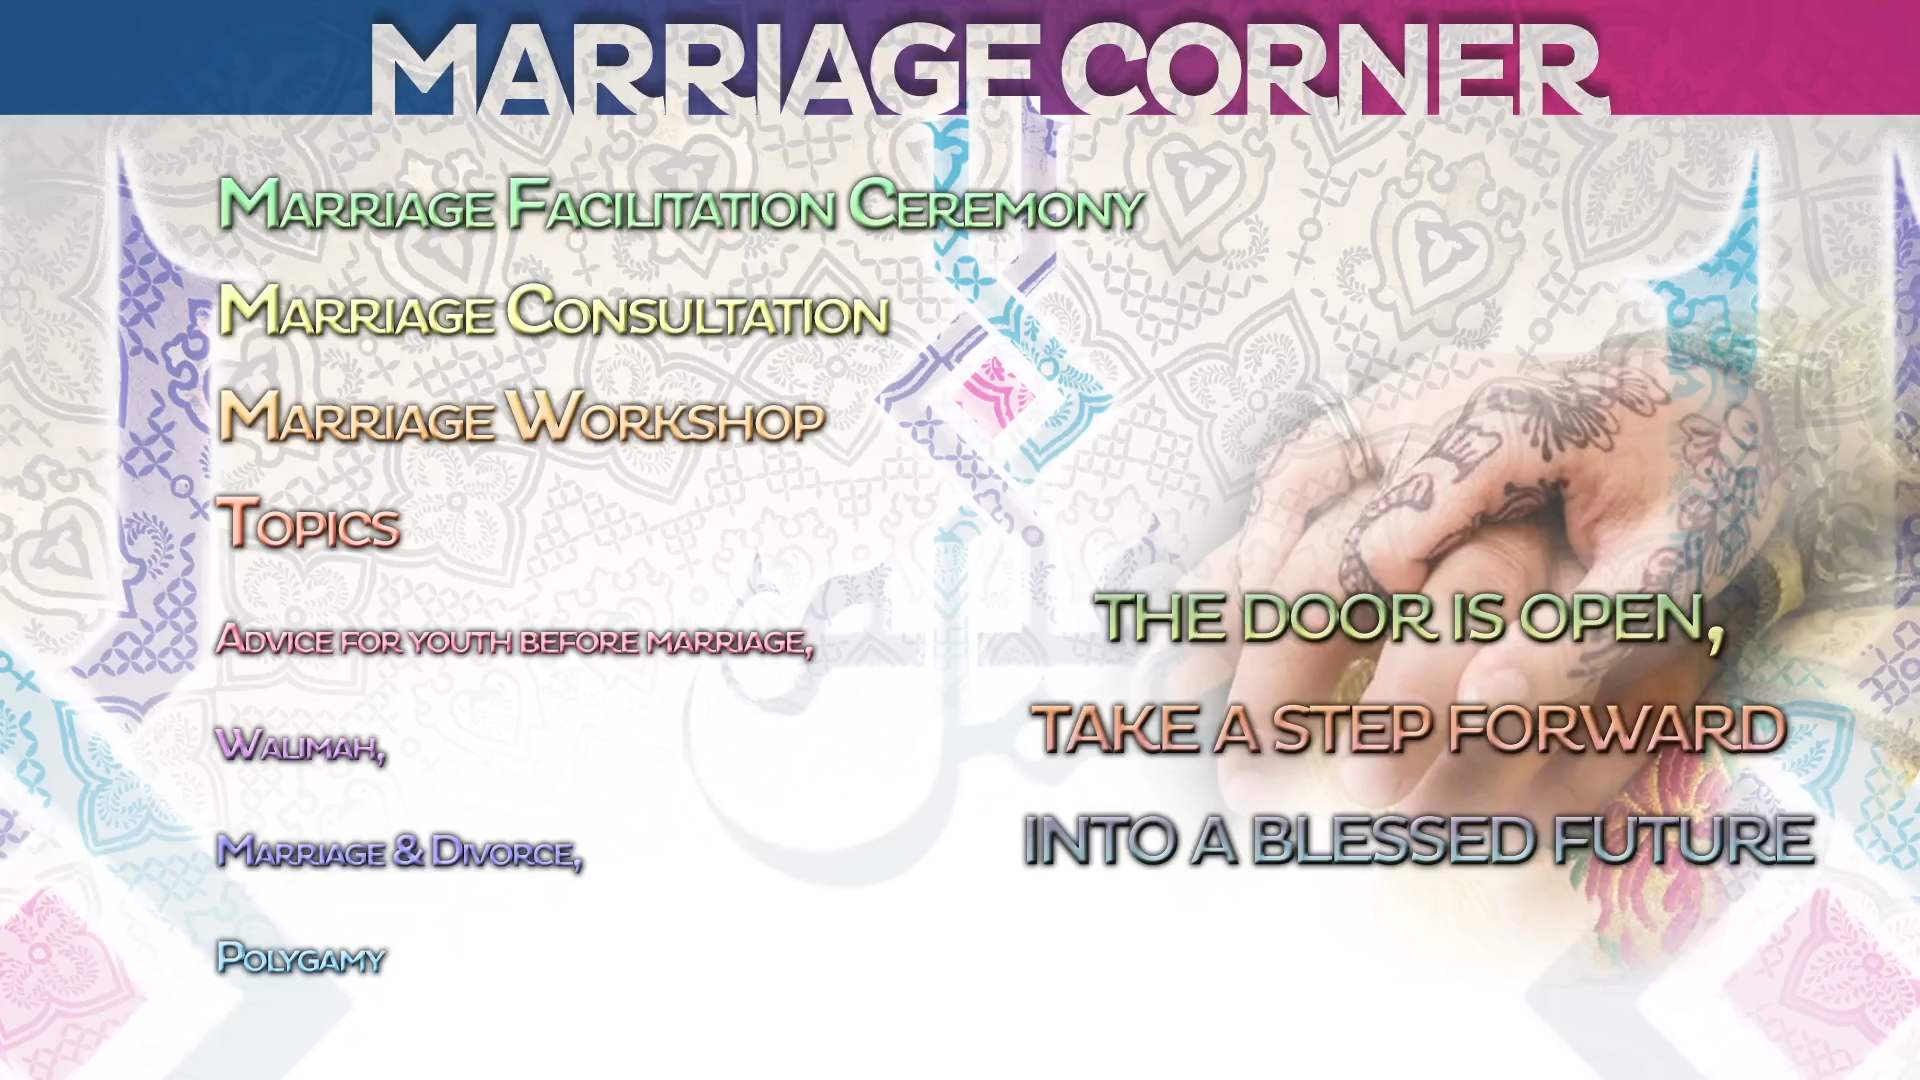 MARRIAGE CORNER
MARRIAGE FACILITATION CEREMONY
MARRIAGE CONSULTATION
MARRIAGE WORKSHOP
TOPICS
ADVICE FOR YOUTH BEFORE MARRIAGE,
WALIMAH,
MARRIAGE & DIVORCE,
POLYGAMY
THE DOOR IS OPEN,
TAKE A STEP FORWARD
INTO A BLESSED FUTURE